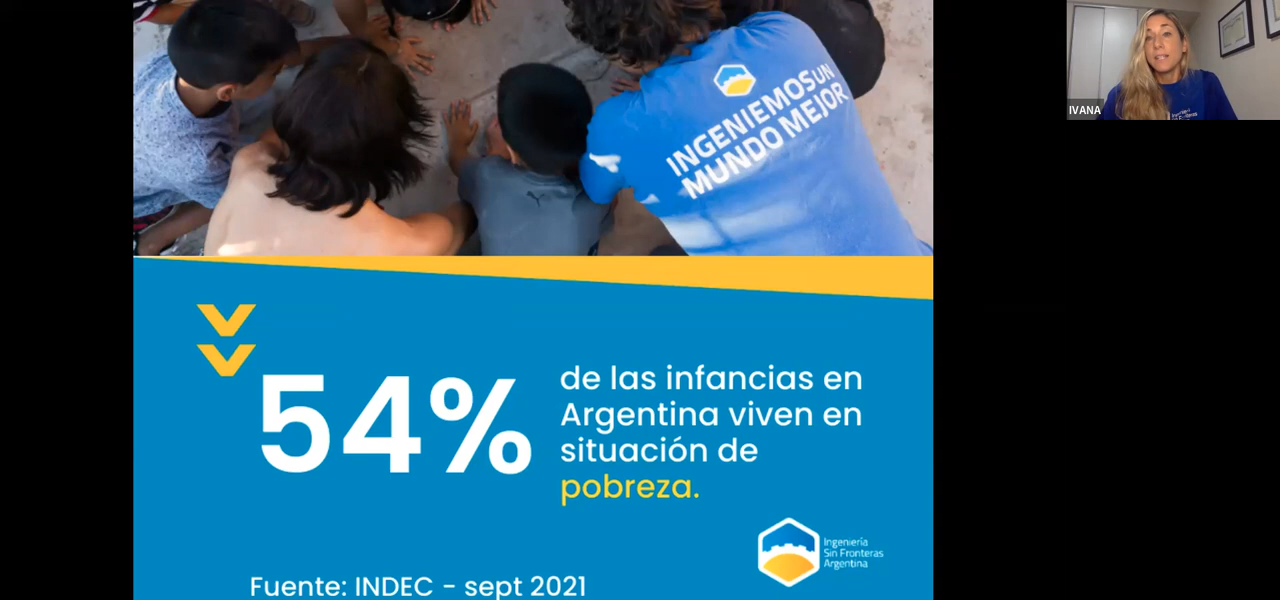 INGENIEMOS UN
MUNDO MEJOR
IVANA
54%
de las infancias en
Argentina viven en
situación de
pobreza.
Ingeniería
Sin Fronteras
Argentina
Fuente: INDEC - sept 2021